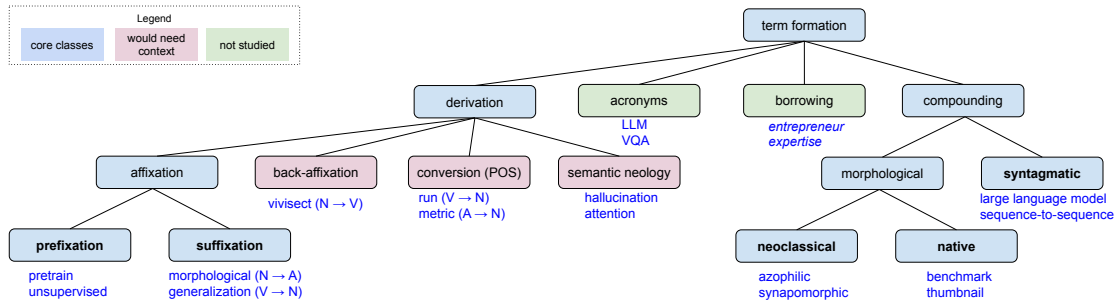 Legend
core classes
would need
context
not studied
term formation
derivation
acronyms
borrowing
compounding
LLM
VQA
entrepreneur
expertise
affixation
back-affixation
conversion (POS)
semantic neology
morphological
syntagmatic
vivisect (N → V)
run (V → N)
metric (A → N)
hallucination
attention
large language model
sequence-to-sequence
prefixation
suffixation
neoclassical
native
pretrain
unsupervised
morphological (N → A)
generalization (V → N)
azophilic
synapomorphic
benchmark
thumbnail